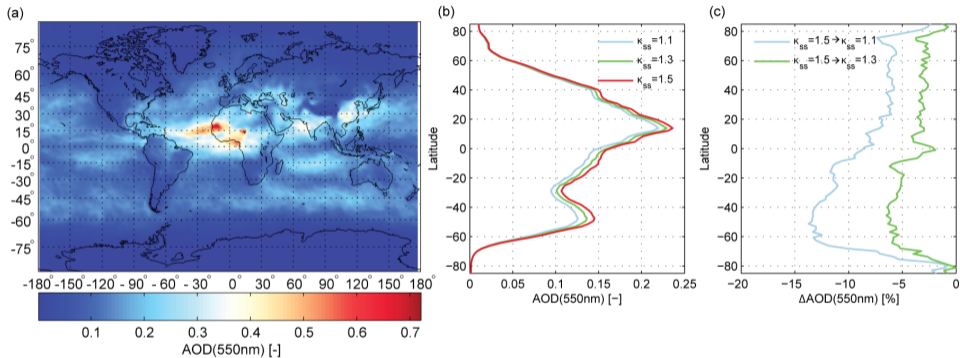 (a)
75°
60°
45°
30°
15°
0°
-15°
-30°
-45°
-60°
-75°
-180° -150° -120° -90° -60° -30° 0° 30° 60° 90° 120° 150° 180°
0.1 0.2 0.3 0.4 0.5 0.6 0.7
AOD(550nm) [-]
(b)
κss=1.1
κss=1.3
κss=1.5
Latitude
80
60
40
20
0
-20
-40
-60
-80
0 0.05 0.1 0.15 0.2 0.25
AOD(550nm) [-]
(c)
κss=1.5→κss=1.1
κss=1.5→κss=1.3
Latitude
80
60
40
20
0
-20
-40
-60
-80
-20 -15 -10 -5 0
ΔAOD(550nm) [%]